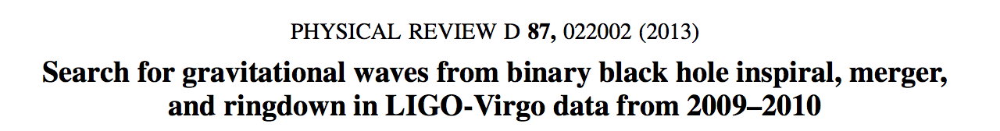 PHYSICAL REVIEW D 87, 022002 (2013)
Search for gravitational waves from binary black hole inspiral, merger,
and ringdown in LIGO-Virgo data from 2009–2010